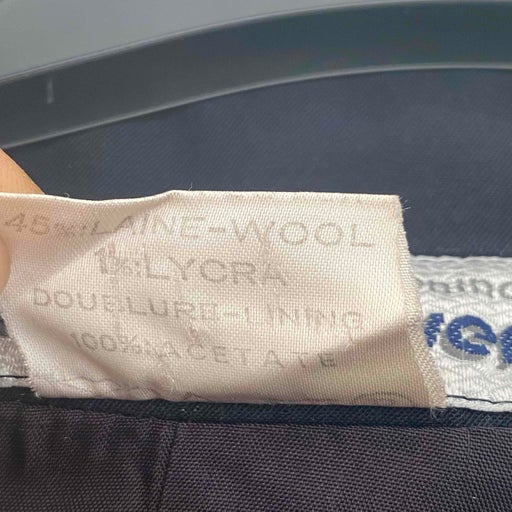 45%:LAINE-WOOL
1%:LYCRA
DOUBLURE-LINING
100%:ACETATE